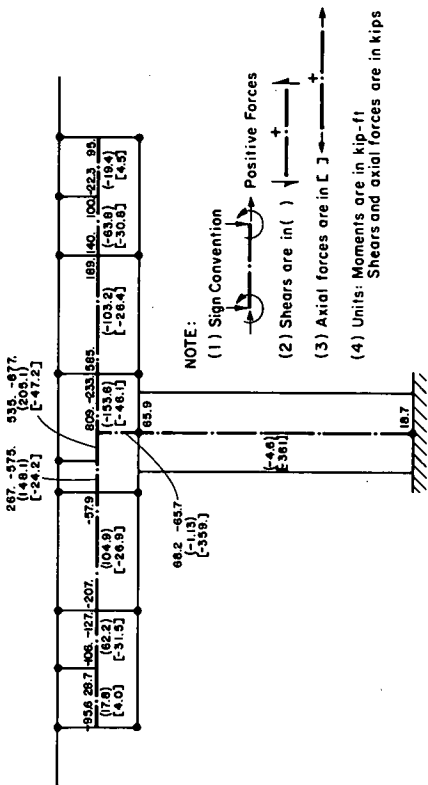 267. -575.
(148.1)
[-24.2]
535. -677.
(205.1)
[-47.2]
-95.6 28.7 -106. -127. -207. -57.9 809. -233. 585. 189. 140. 100. -22.3 95.
(17.8) (62.2) (104.9) (-153.6) (-103.2) (-63.8) (-19.4)
[4.0] [-31.5] [-26.9] [-46.1] [-26.4] [-30.8] [4.5]
65.9
68.2 -65.7
(-1.13)
[-359.]
(-4.6)
[-361]
18.7
NOTE:
(1) Sign Convention
Positive Forces
(2) Shears are in ( )
+
(3) Axial forces are in [ ]
+
(4) Units: Moments are in kip-ft
Shears and axial forces are in kips